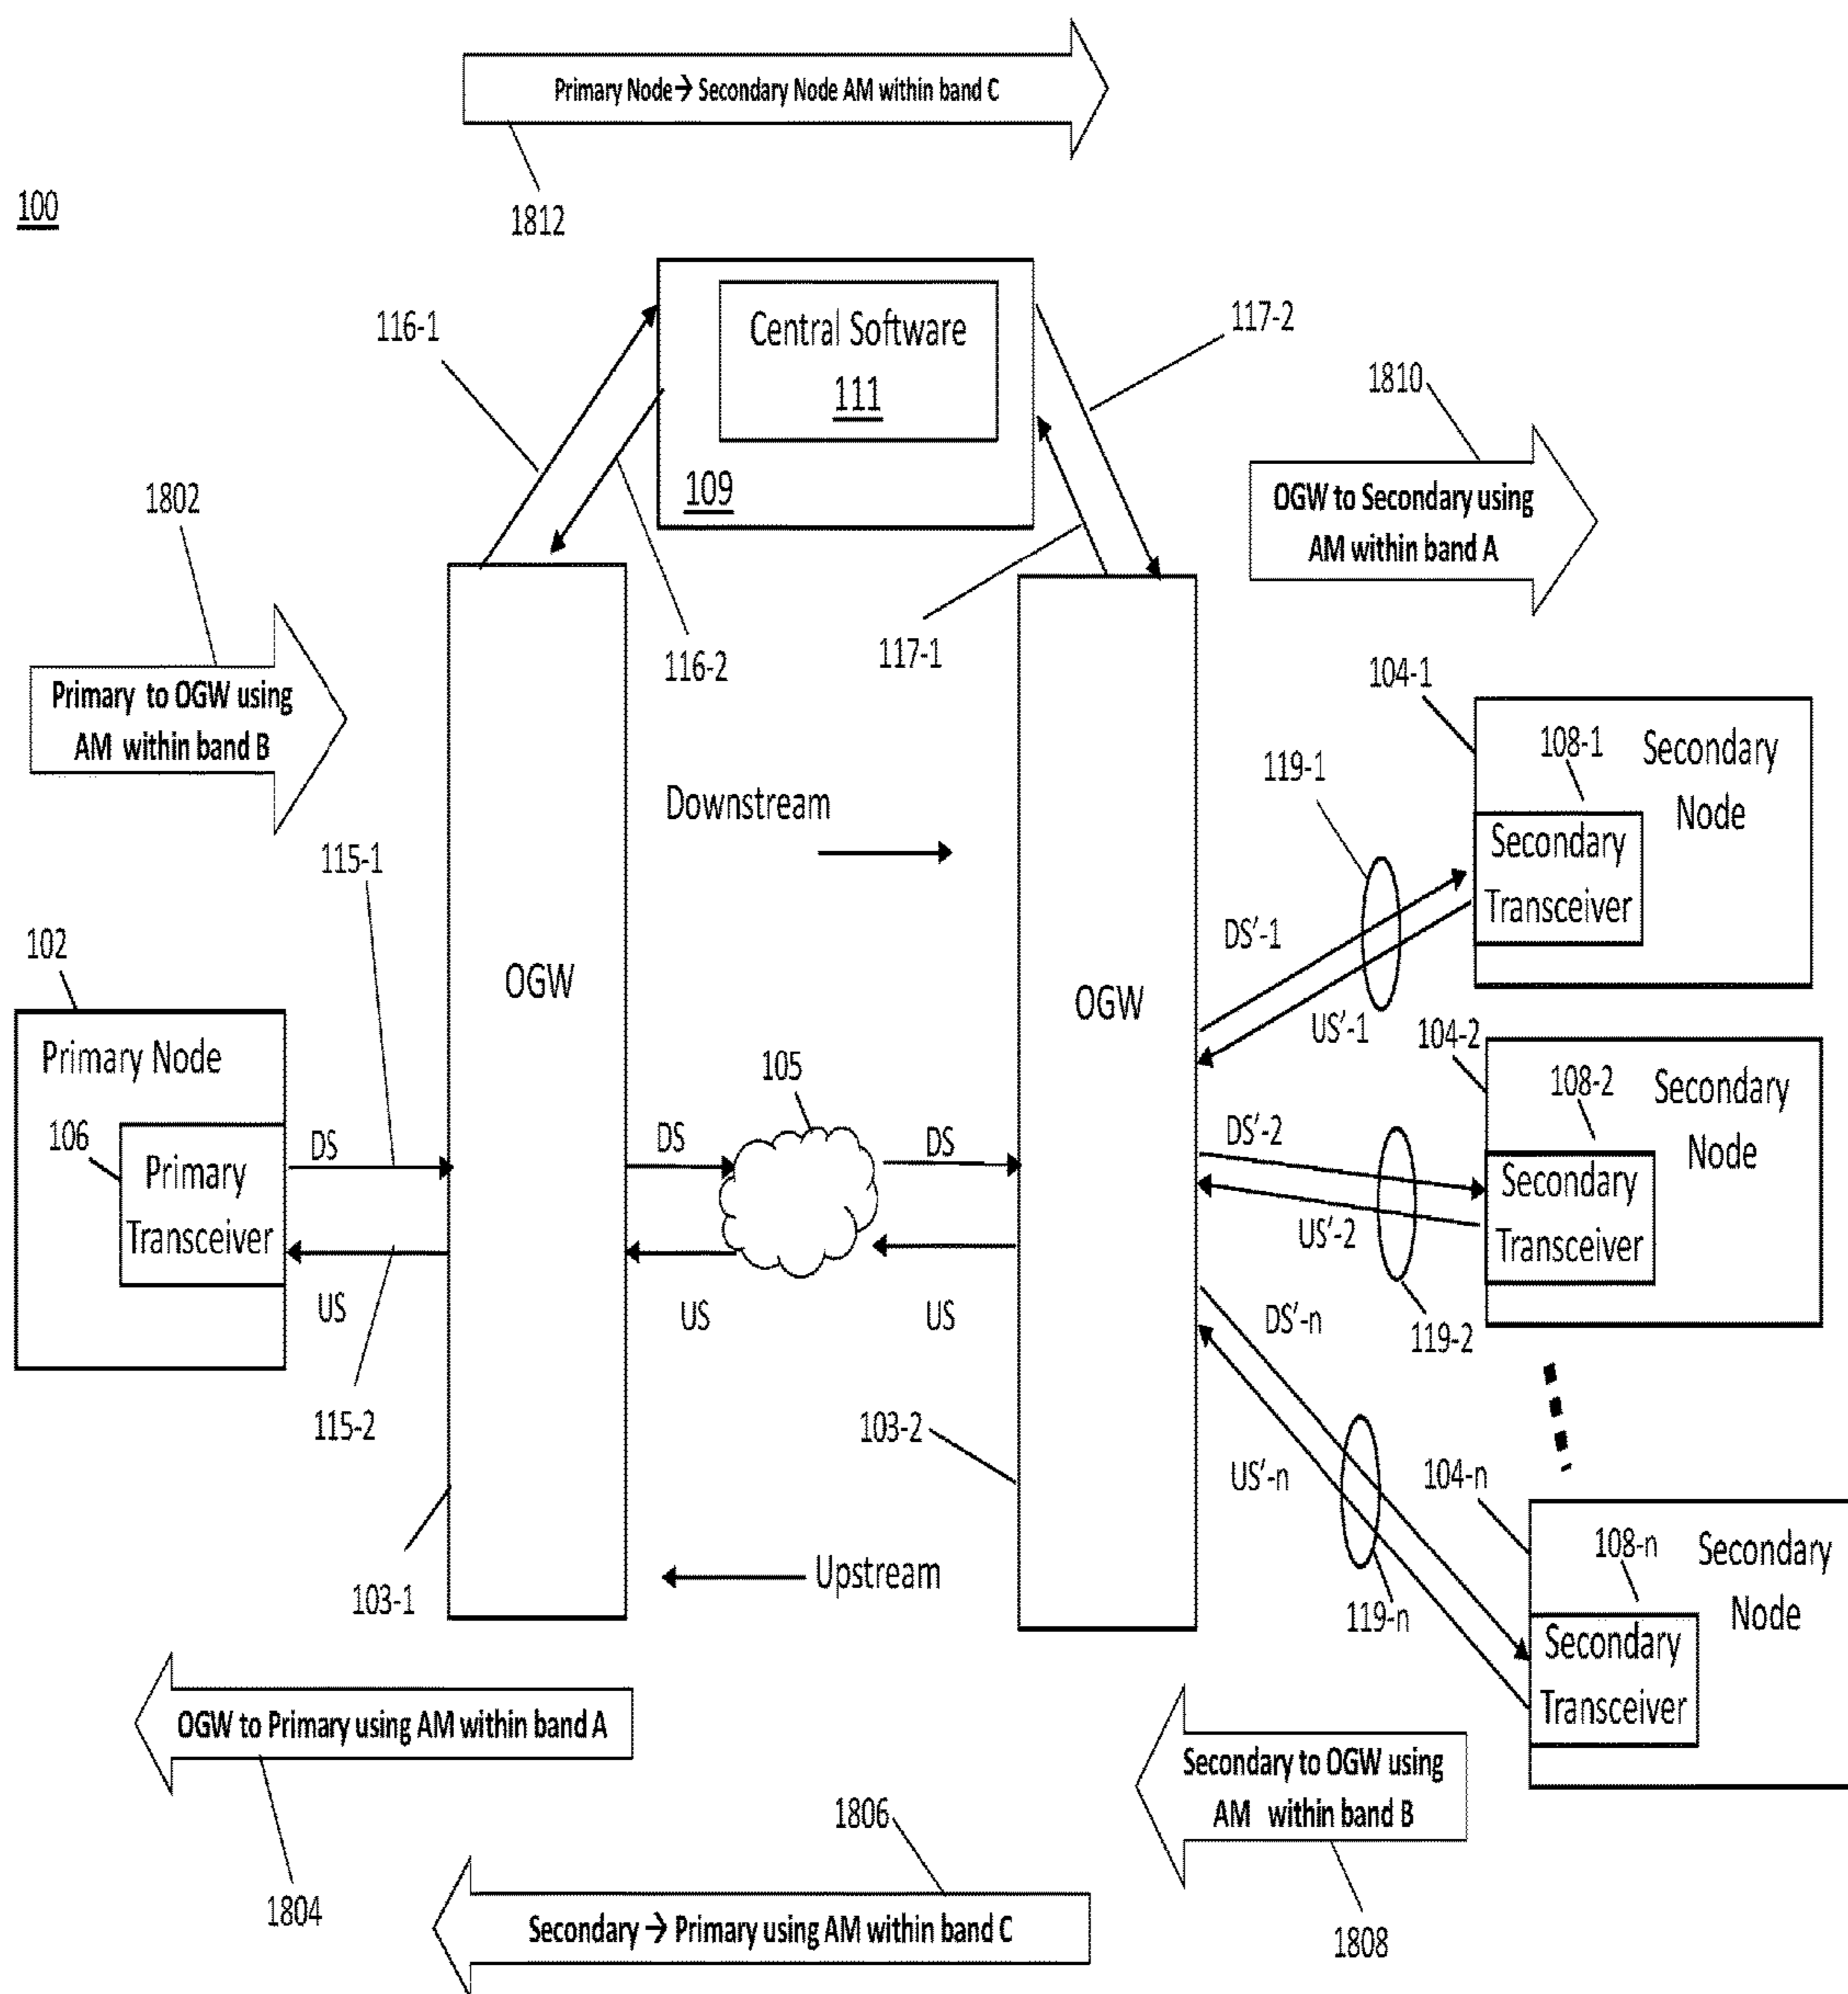 Primary Node → Secondary Node AM within band C
1812
100
116-1
Central Software
111
109
117-2
1810
OGW to Secondary using
AM within band A
1802
Primary to OGW using
AM within band B
116-2
117-1
104-1
108-1
Secondary
Node
Secondary
Transceiver
119-1
Downstream
115-1
DS'-1
US'-1
102
Primary Node
106
Primary
Transceiver
DS
US
115-2
OGW
103-1
DS
US
105
DS
US
OGW
103-2
104-2
108-2
Secondary
Node
Secondary
Transceiver
DS'-2
US'-2
119-2
DS'-n
US'-n
119-n
104-n
108-n
Secondary
Node
Secondary
Transceiver
Upstream
OGW to Primary using AM within band A
1804
Secondary to OGW using
AM within band B
1808
1806
Secondary → Primary using AM within band C